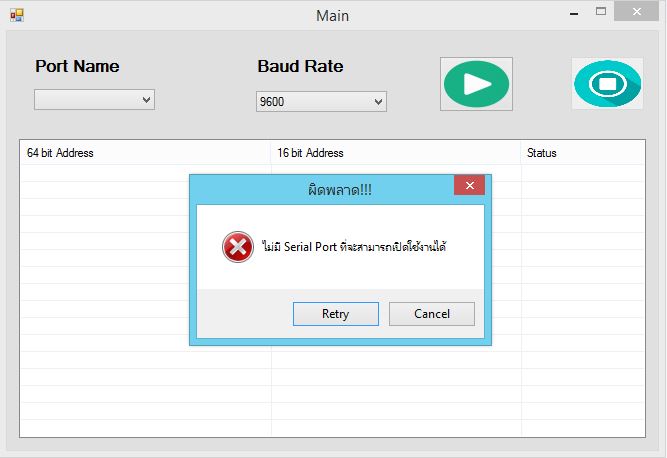 Main
Port Name
Baud Rate
9600
64 bit Address
16 bit Address
Status
ผิดพลาด!!!
ไม่มี Serial Port ที่จะสามารถเปิดใช้งานได้
Retry
Cancel